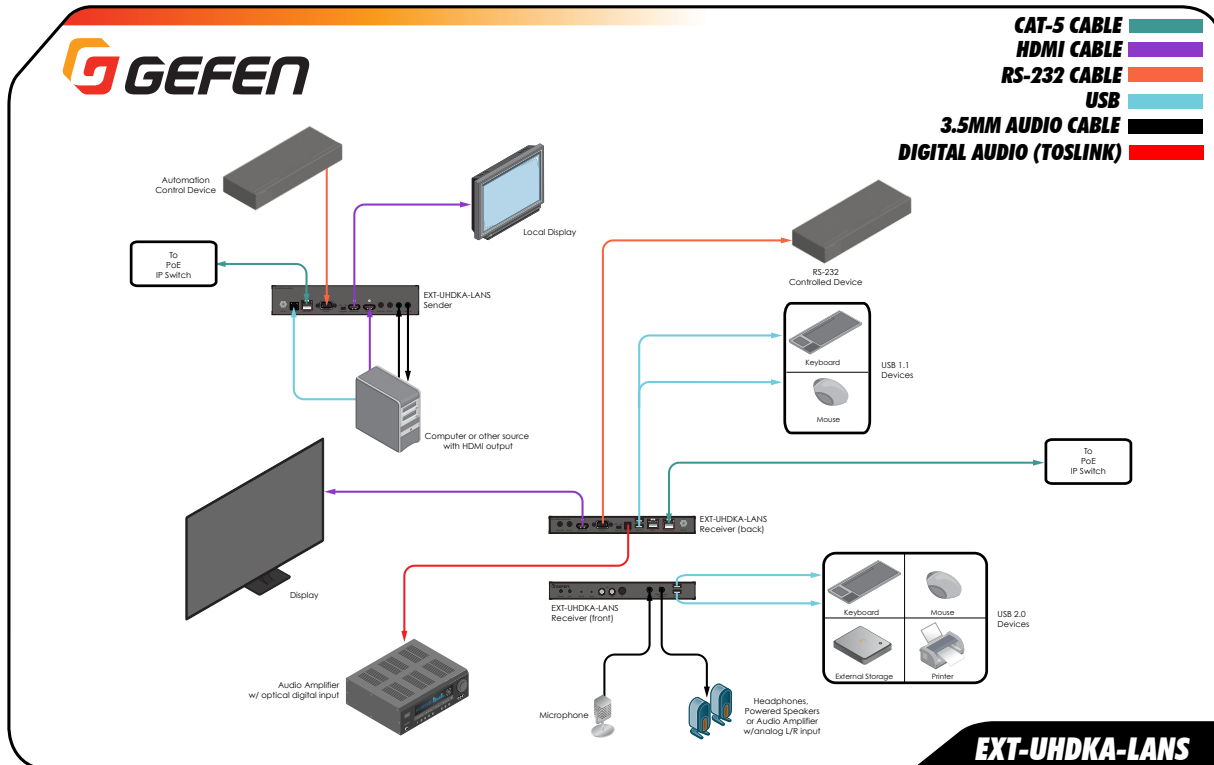 GEFEN
CAT-5 CABLE
HDMI CABLE
RS-232 CABLE
USB
3.5MM AUDIO CABLE
DIGITAL AUDIO (TOSLINK)
Automation
Control Device
Local Display
To
PoE
IP Switch
EXT-UHDKA-LANS
Sender
Computer or other source
with HDMI output
RS-232
Controlled Device
Keyboard
Mouse
USB 1.1
Devices
To
PoE
IP Switch
EXT-UHDKA-LANS
Receiver (back)
Display
EXT-UHDKA-LANS
Receiver (front)
Keyboard
Mouse
External Storage
Printer
USB 2.0
Devices
Audio Amplifier
w/ optical digital input
Microphone
Headphones,
Powered Speakers
or Audio Amplifier
w/analog L/R input
EXT-UHDKA-LANS